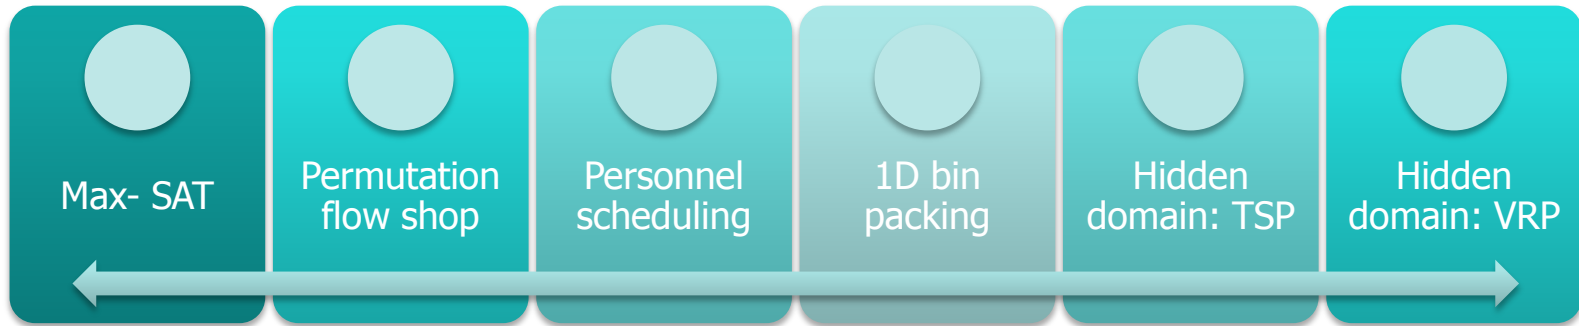 Max- SAT
Permutation
flow shop
Personnel
scheduling
1D bin
packing
Hidden
domain: TSP
Hidden
domain: VRP